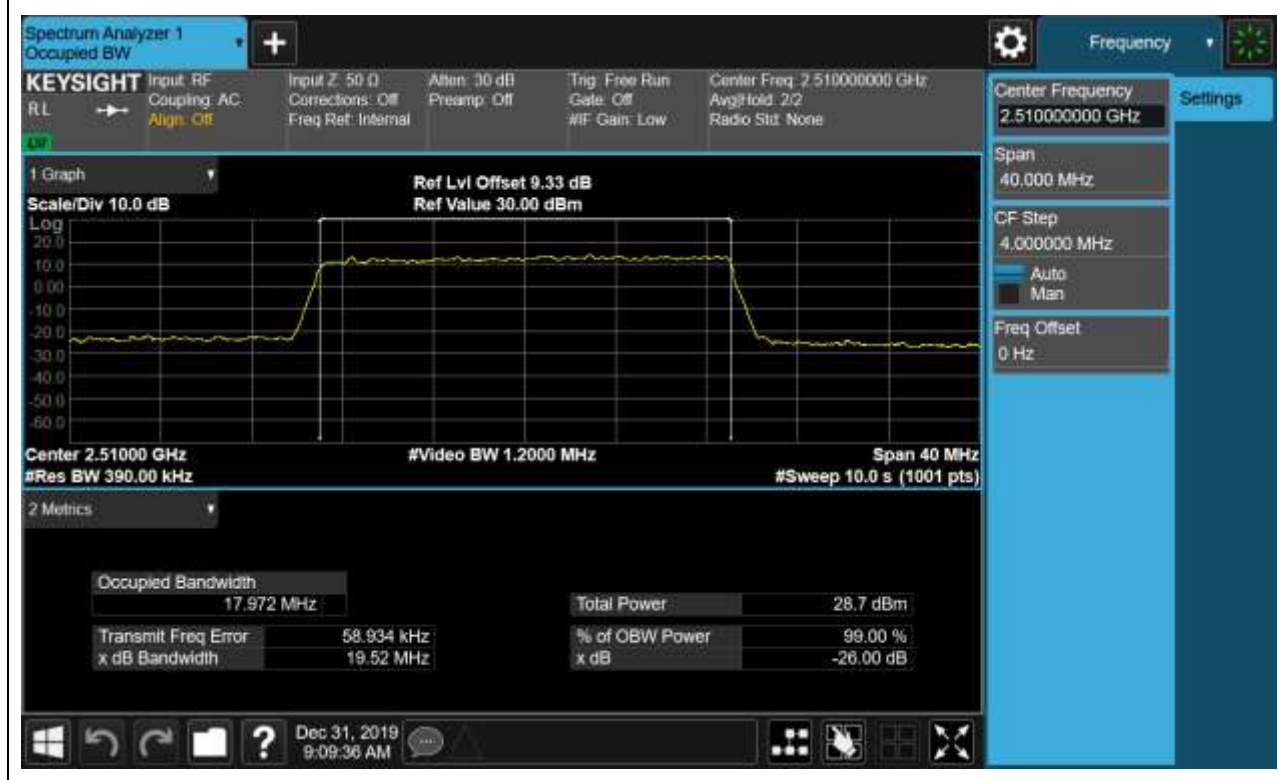 Spectrum Analyzer 1
Occupied BW
Frequency
KEYSIGHT
RL
Input: RF
Coupling: AC
Align: Off
Input Z: 50 Ω
Corrections: Off
Freq Ref: Internal
Atten: 30 dB
Preamp: Off
Trig: Free Run
Gate: Off
#IF Gain: Low
Center Freq: 2.510000000 GHz
Avg|Hold: 2/2
Radio Std: None
Center Frequency
2.510000000 GHz
Settings
Span
40.000 MHz
CF Step
4.000000 MHz
Auto
Man
Freq Offset
0 Hz
1 Graph
Scale/Div 10.0 dB
Ref Lvl Offset 9.33 dB
Ref Value 30.00 dBm
Log
20.0
10.0
0.00
-10.0
-20.0
-30.0
-40.0
-50.0
-60.0
Center 2.51000 GHz
#Video BW 1.2000 MHz
Span 40 MHz
#Res BW 390.00 kHz
#Sweep 10.0 s (1001 pts)
2 Metrics
Occupied Bandwidth
17.972 MHz
Total Power 28.7 dBm
Transmit Freq Error 58.934 kHz
% of OBW Power 99.00 %
x dB Bandwidth 19.52 MHz
x dB -26.00 dB
?
Dec 31, 2019
9:09:36 AM